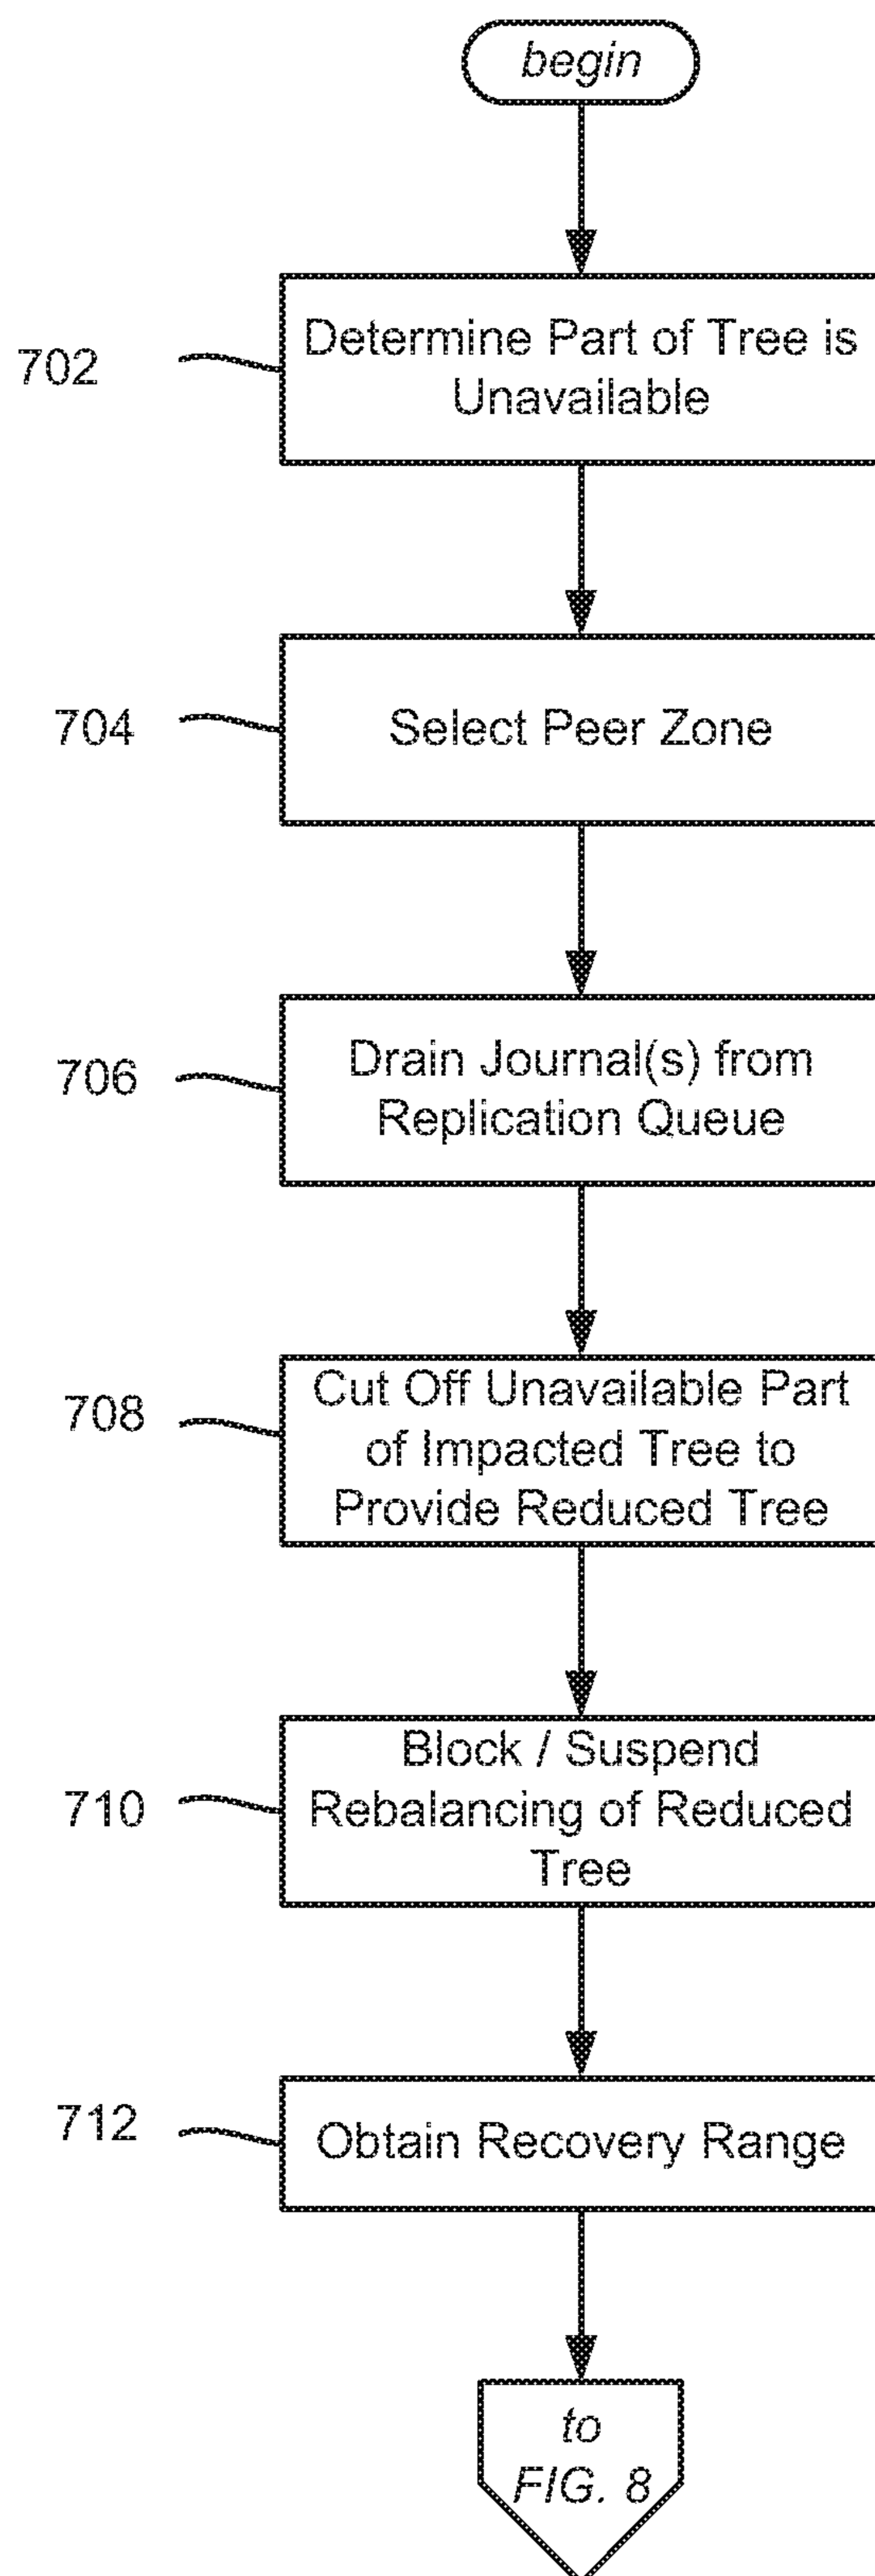 begin
702
Determine Part of Tree is
Unavailable
704
Select Peer Zone
706
Drain Journal(s) from
Replication Queue
708
Cut Off Unavailable Part
of Impacted Tree to
Provide Reduced Tree
710
Block / Suspend
Rebalancing of Reduced
Tree
712
Obtain Recovery Range
to
FIG. 8